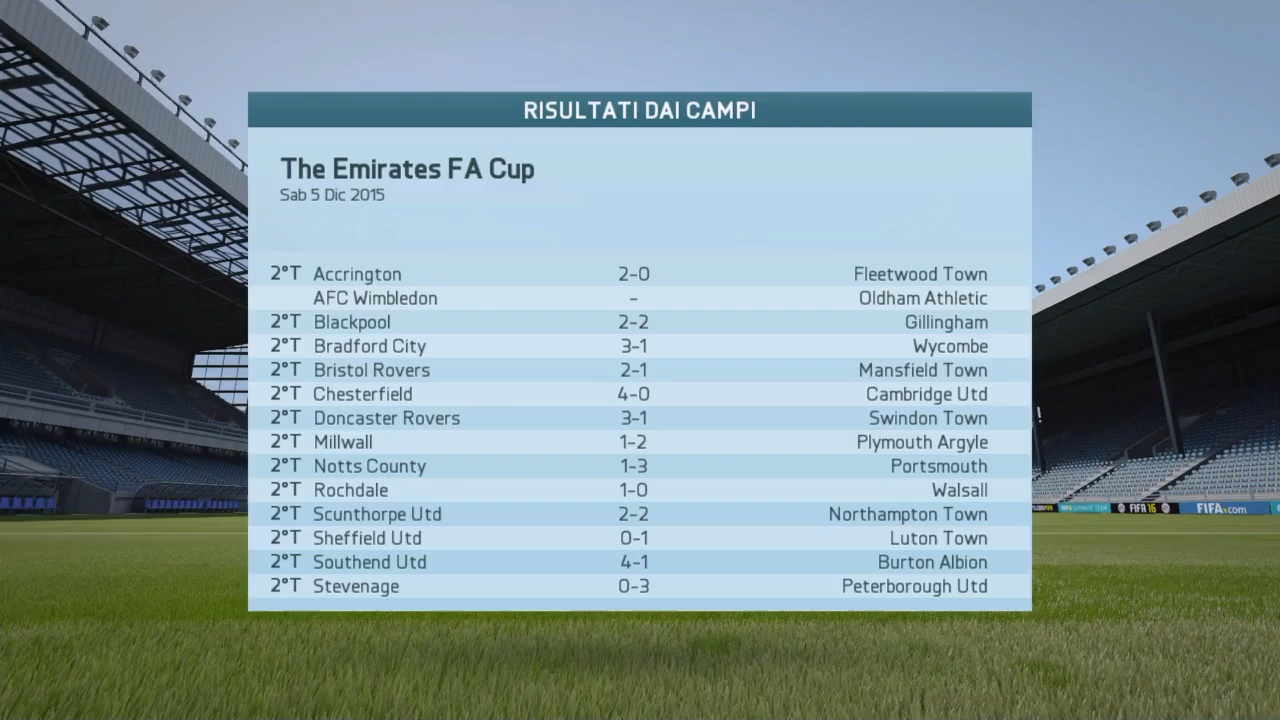 RISULTATI DAI CAMPI
The Emirates FA Cup
Sab 5 Dic 2015
2°T Accrington 2-0 Fleetwood Town
AFC Wimbledon - Oldham Athletic
2°T Blackpool 2-2 Gillingham
2°T Bradford City 3-1 Wycombe
2°T Bristol Rovers 2-1 Mansfield Town
2°T Chesterfield 4-0 Cambridge Utd
2°T Doncaster Rovers 3-1 Swindon Town
2°T Millwall 1-2 Plymouth Argyle
2°T Notts County 1-3 Portsmouth
2°T Rochdale 1-0 Walsall
2°T Scunthorpe Utd 2-2 Northampton Town
2°T Sheffield Utd 0-1 Luton Town
2°T Southend Utd 4-1 Burton Albion
2°T Stevenage 0-3 Peterborough Utd
FIFA 16 FIFA.com